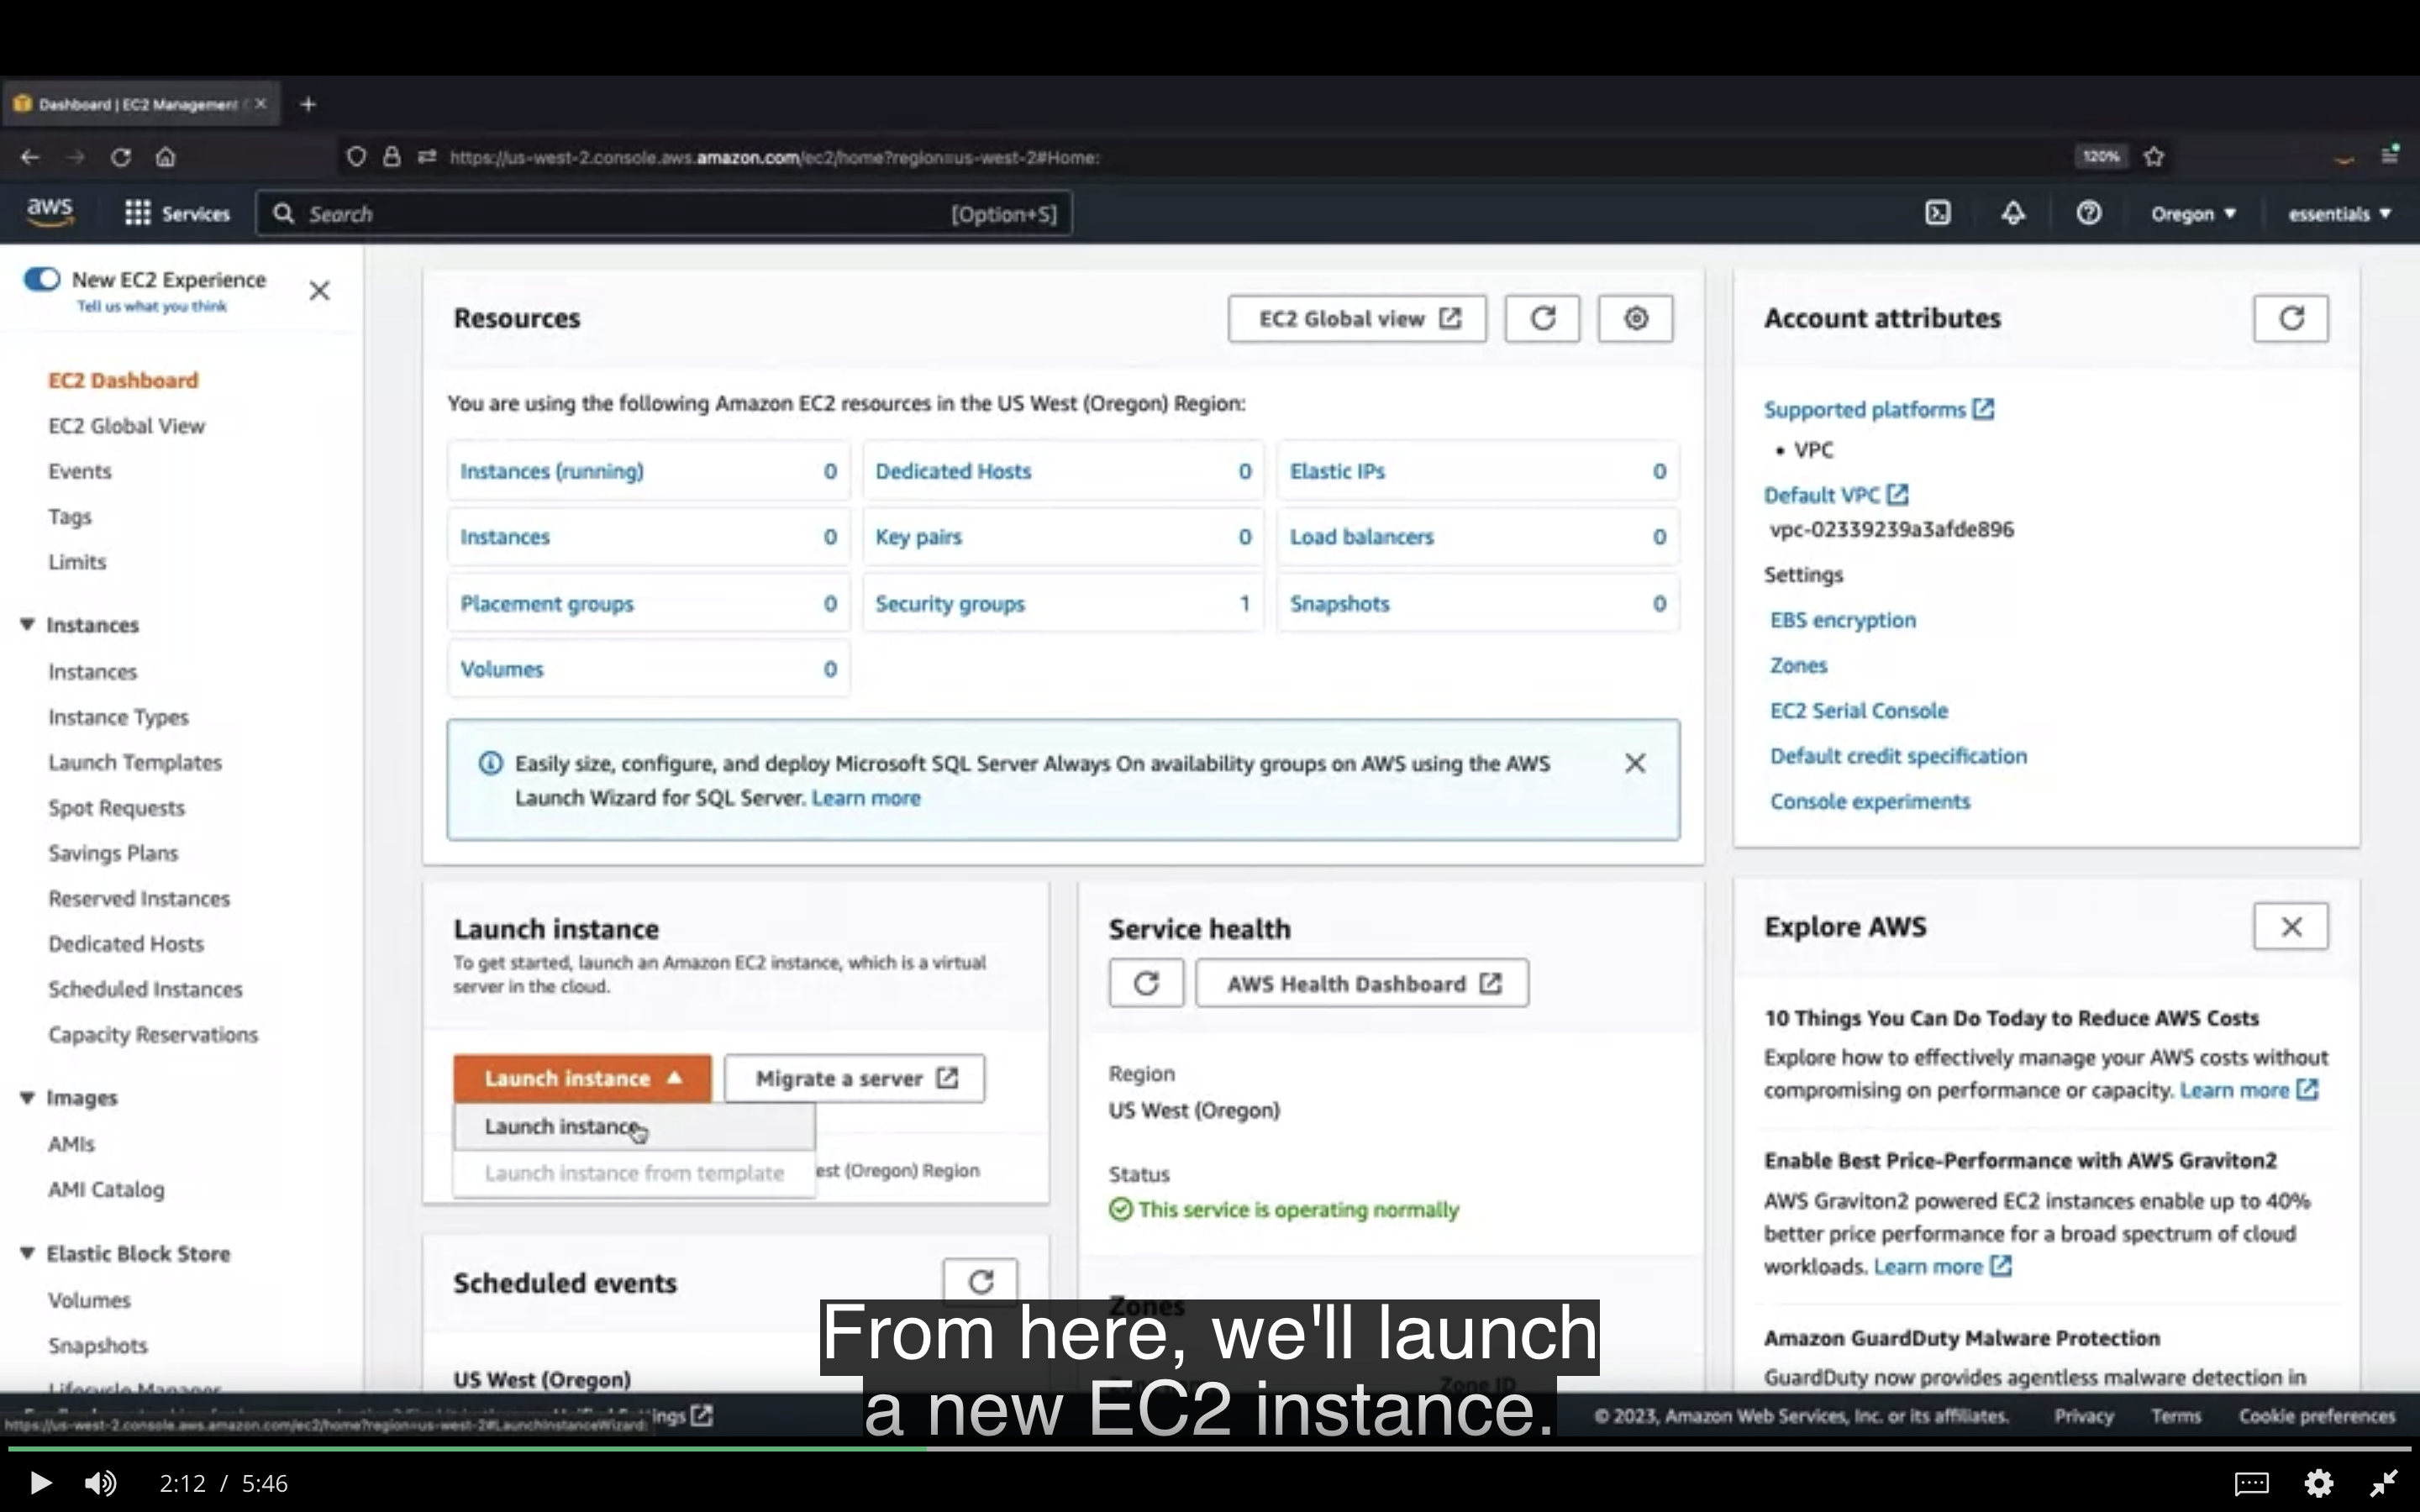 Dashboard | EC2 Management
https://us-west-2.console.aws.amazon.com/ec2/home?region=us-west-2#Home:
120%
aws
Services
Search
[Option+S]
Oregon
essentials
New EC2 Experience
Tell us what you think
EC2 Dashboard
EC2 Global View
Events
Tags
Limits
Instances
Instances
Instance Types
Launch Templates
Spot Requests
Savings Plans
Reserved Instances
Dedicated Hosts
Scheduled Instances
Capacity Reservations
Images
AMIs
AMI Catalog
Elastic Block Store
Volumes
Snapshots
Lifecycle Manager
Resources
EC2 Global view
You are using the following Amazon EC2 resources in the US West (Oregon) Region:
Instances (running) 0
Dedicated Hosts 0
Elastic IPs 0
Instances 0
Key pairs 0
Load balancers 0
Placement groups 0
Security groups 1
Snapshots 0
Volumes 0
Easily size, configure, and deploy Microsoft SQL Server Always On availability groups on AWS using the AWS
Launch Wizard for SQL Server. Learn more
Launch instance
To get started, launch an Amazon EC2 instance, which is a virtual
server in the cloud.
Launch instance
Migrate a server
Launch instance
Launch instance from template
est (Oregon) Region
Scheduled events
US West (Oregon)
Service health
AWS Health Dashboard
Region
US West (Oregon)
Status
This service is operating normally
Zones
Zone ID
Account attributes
Supported platforms
• VPC
Default VPC
vpc-02339239a3afde896
Settings
EBS encryption
Zones
EC2 Serial Console
Default credit specification
Console experiments
Explore AWS
10 Things You Can Do Today to Reduce AWS Costs
Explore how to effectively manage your AWS costs without
compromising on performance or capacity. Learn more
Enable Best Price-Performance with AWS Graviton2
AWS Graviton2 powered EC2 instances enable up to 40%
better price performance for a broad spectrum of cloud
workloads. Learn more
Amazon GuardDuty Malware Protection
GuardDuty now provides agentless malware detection in
From here, we'll launch
a new EC2 instance.
https://us-west-2.console.aws.amazon.com/ec2/home?region=us-west-2#LaunchInstanceWizard:
ings
© 2023, Amazon Web Services, Inc. or its affiliates.
Privacy
Terms
Cookie preferences
2:12 / 5:46